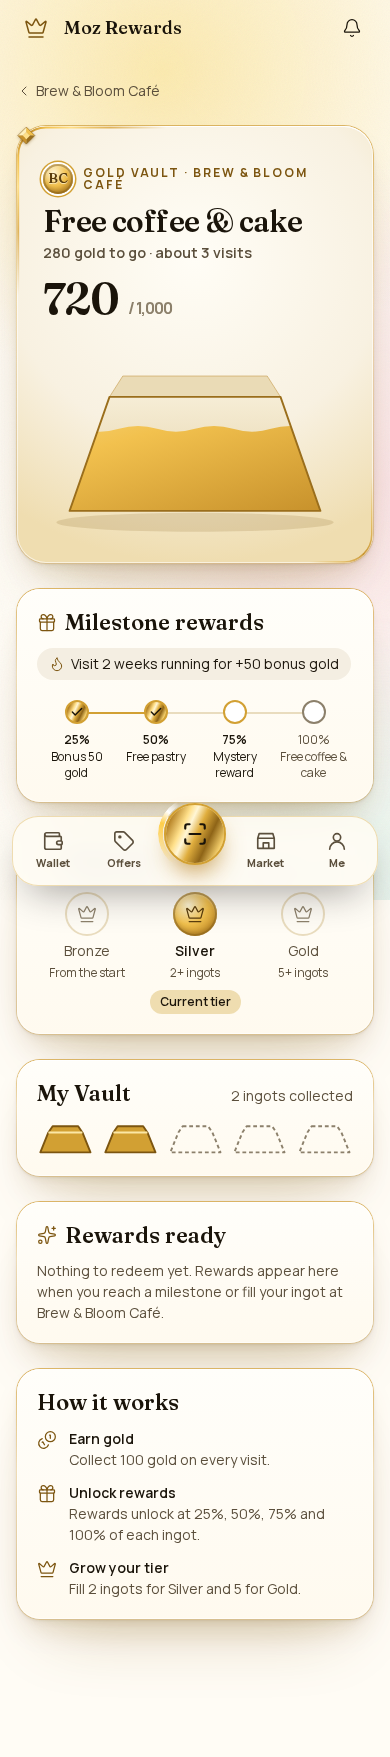 Moz Rewards
Brew & Bloom Café
BC
GOLD VAULT · BREW & BLOOM
CAFÉ
Free coffee & cake
280 gold to go · about 3 visits
720 / 1,000
Milestone rewards
Visit 2 weeks running for +50 bonus gold
25%
Bonus 50
gold
50%
Free pastry
75%
Mystery
reward
100%
Free coffee &
cake
Wallet
Offers
Market
Me
Bronze
From the start
Silver
2+ ingots
Current tier
Gold
5+ ingots
My Vault
2 ingots collected
Rewards ready
Nothing to redeem yet. Rewards appear here
when you reach a milestone or fill your ingot at
Brew & Bloom Café.
How it works
Earn gold
Collect 100 gold on every visit.
Unlock rewards
Rewards unlock at 25%, 50%, 75% and
100% of each ingot.
Grow your tier
Fill 2 ingots for Silver and 5 for Gold.